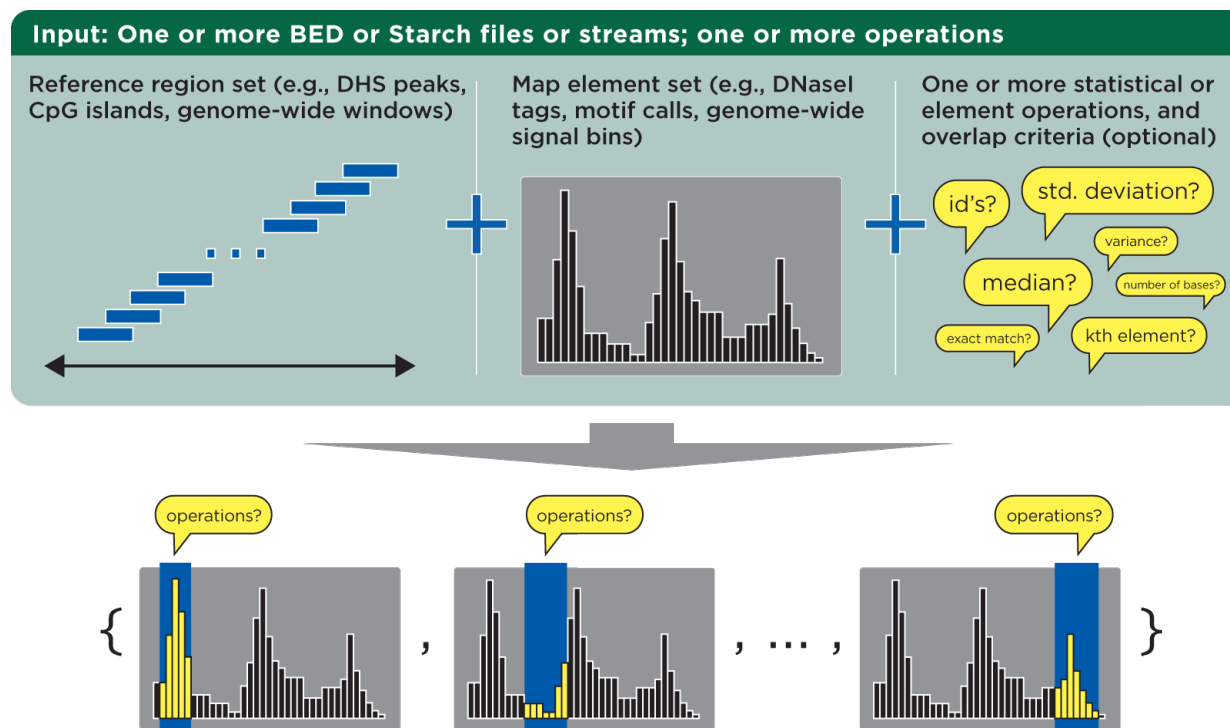 Input: One or more BED or Starch files or streams; one or more operations
Reference region set (e.g., DHS peaks,
CpG islands, genome-wide windows)
Map element set (e.g., DNaseI
tags, motif calls, genome-wide
signal bins)
One or more statistical or
element operations, and
overlap criteria (optional)
id's?
std. deviation?
variance?
median?
number of bases?
exact match?
kth element?
operations?
operations?
operations?
{ , , ... , }